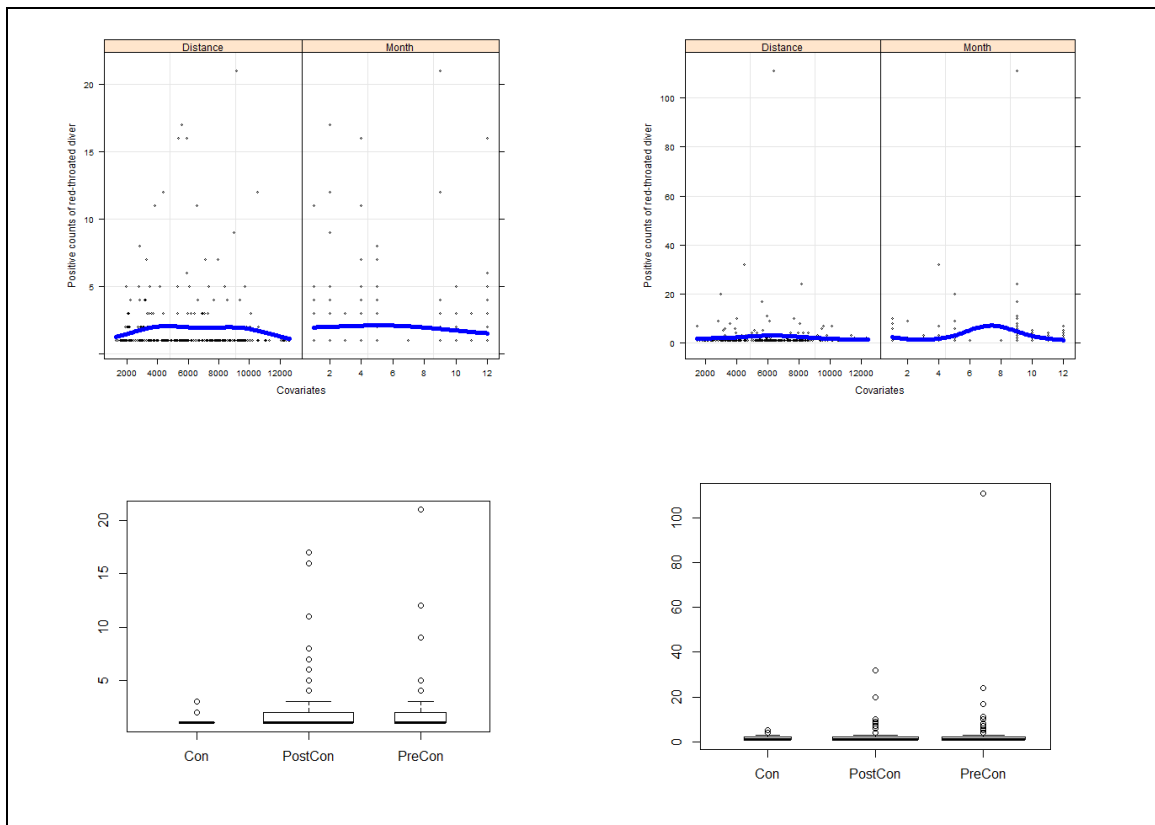 Distance Month
Positive counts of red-throated diver
20
15
10
5
2000 4000 6000 8000 10000 12000 2 4 6 8 10 12
Covariates
Distance Month
Positive counts of red-throated diver
100
80
60
40
20
0
2000 4000 6000 8000 10000 12000 2 4 6 8 10 12
Covariates
20
15
10
5
Con PostCon PreCon
100
80
60
40
20
0
Con PostCon PreCon